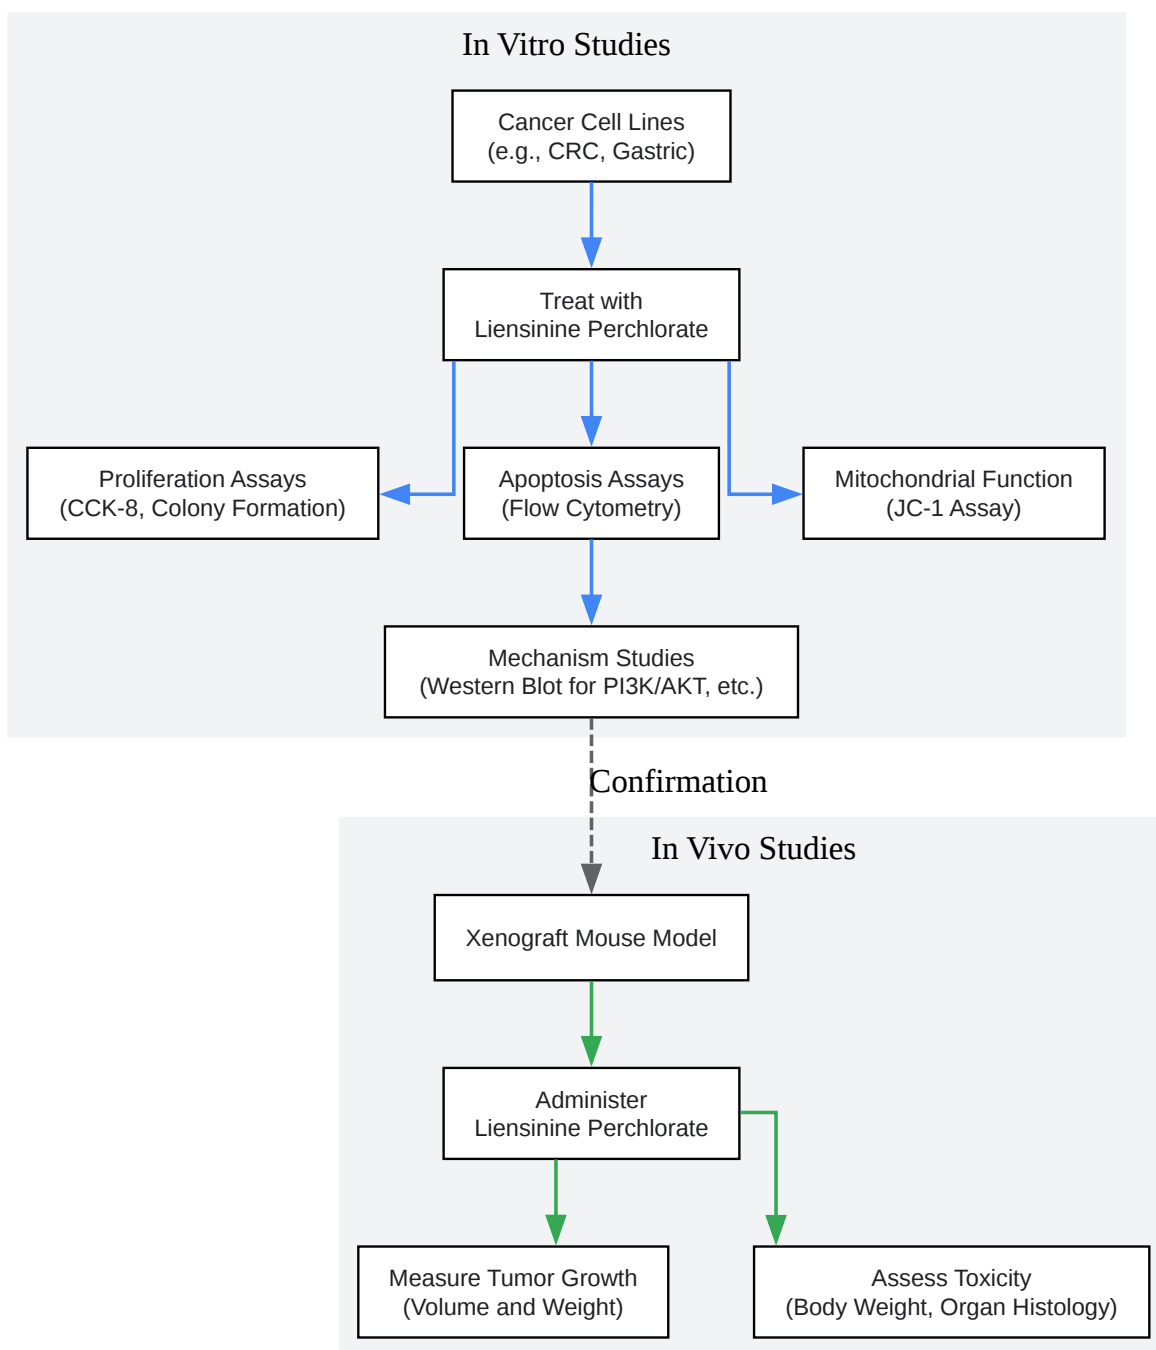 In Vitro Studies
Cancer Cell Lines
(e.g., CRC, Gastric)
Treat with
Liensinine Perchlorate
Proliferation Assays
(CCK-8, Colony Formation)
Apoptosis Assays
(Flow Cytometry)
Mitochondrial Function
(JC-1 Assay)
Mechanism Studies
(Western Blot for PI3K/AKT, etc.)
Confirmation
In Vivo Studies
Xenograft Mouse Model
Administer
Liensinine Perchlorate
Measure Tumor Growth
(Volume and Weight)
Assess Toxicity
(Body Weight, Organ Histology)